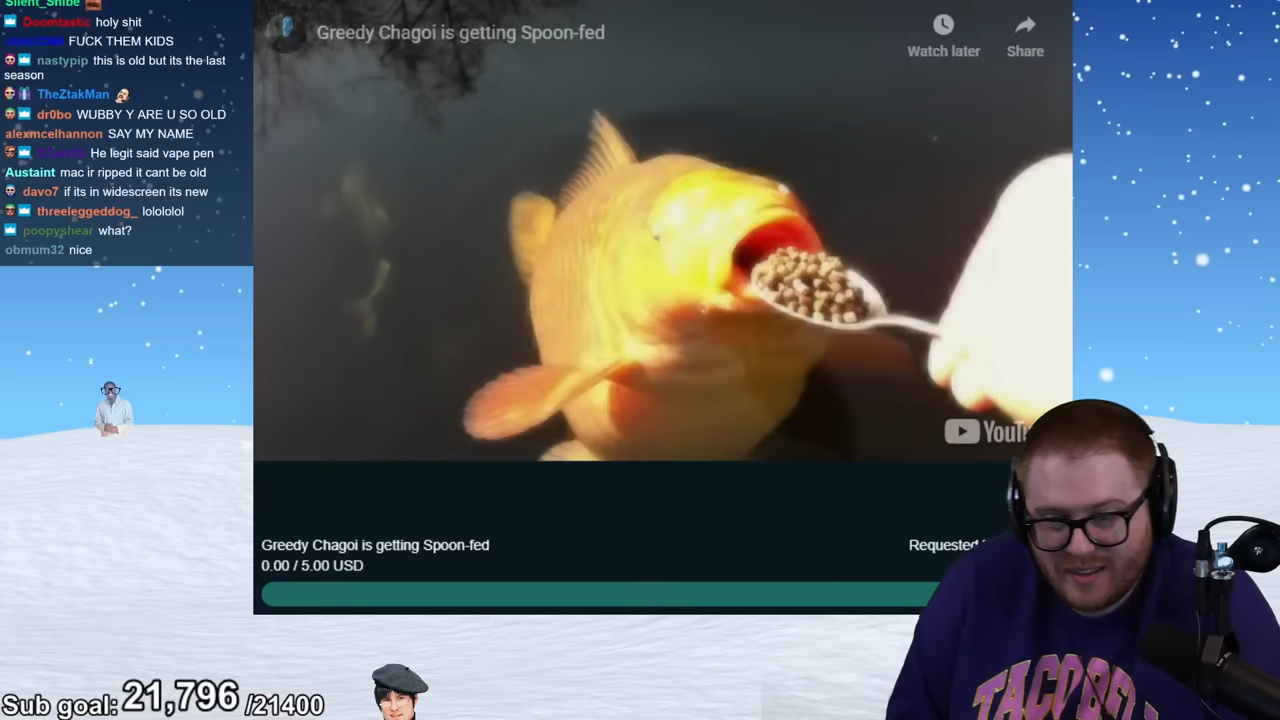 Silent_Shibe
Doomtastic holy shit
FUCK THEM KIDS
nastypip this is old but its the last
season
TheZtakMan
dr0bo WUBBY Y ARE U SO OLD
alexmcelhannon SAY MY NAME
He legit said vape pen
Austaint mac ir ripped it cant be old
davo7 if its in widescreen its new
threeleggeddog_ lolololol
poopyshear what?
obmum32 nice
Greedy Chagoi is getting Spoon-fed
Watch later
Share
YouT
Greedy Chagoi is getting Spoon-fed
Requested
0.00 / 5.00 USD
TACO BEL
Sub goal: 21,796 /21400